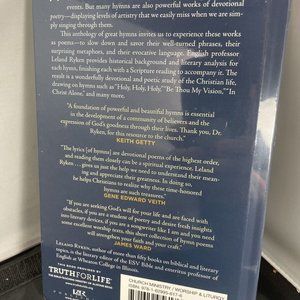 events. But many hymns are also powerful works of devotional
poetry—displaying levels of artistry that we easily miss when we are sim-
ply singing through them.
This anthology of great hymns invites us to experience these works
as poems—to slow down and savor their well-turned phrases, their
surprising metaphors, and their evocative language. English professor
Leland Ryken provides historical background and literary analysis for
each hymn, finishing each with a Scripture reading to accompany it. The
result is a wonderfully devotional and poetic study of the Christian life,
drawing on hymns such as "Holy, Holy, Holy," "Be Thou My Vision," "In
Christ Alone," and many more.
"A foundation of powerful and beautiful hymns is essential
in the development of a community of believers and the
expression of God's goodness through their lives. Thank you, Dr.
Ryken, for this resource to the church."
KEITH GETTY
"The lyrics [of hymns] are devotional poems of the highest order,
and reading them closely can be a spiritual experience. Leland
Ryken . . . gives us just the help we need to understand their mean-
ing and appreciate their greatness. In doing so,
he helps Christians to realize why these time-honored
hymns are such treasures."
GENE EDWARD VEITH
"If you are seeking God's will for your life and are faced with
obstacles, if you are a student of poetry and desire fresh insights
into literary devices, if you are a songwriter like me and need
some excellent worship texts, this short collection of hymn poems
will strengthen your faith and your craft."
JAMES WARD
LELAND RYKEN, author of more than fifty books on biblical and literary
topics, is the literary editor of the ESV Bible and emeritus professor of
English at Wheaton College in Illinois.
THIS BOOK PROVIDED BY
TRUTHFORLIFE
CHURCH MINISTRY / WORSHIP & LITURGY